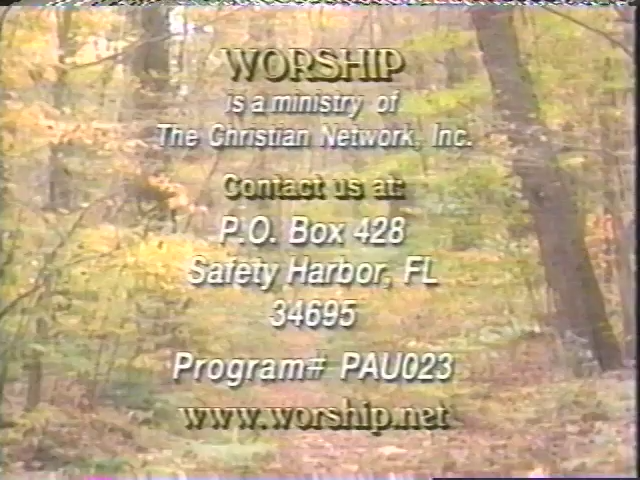 WORSHIP
is a ministry of
The Christian Network, Inc.
Contact us at:
P.O. Box 428
Safety Harbor, FL
34695
Program# PAU023
www.worship.net